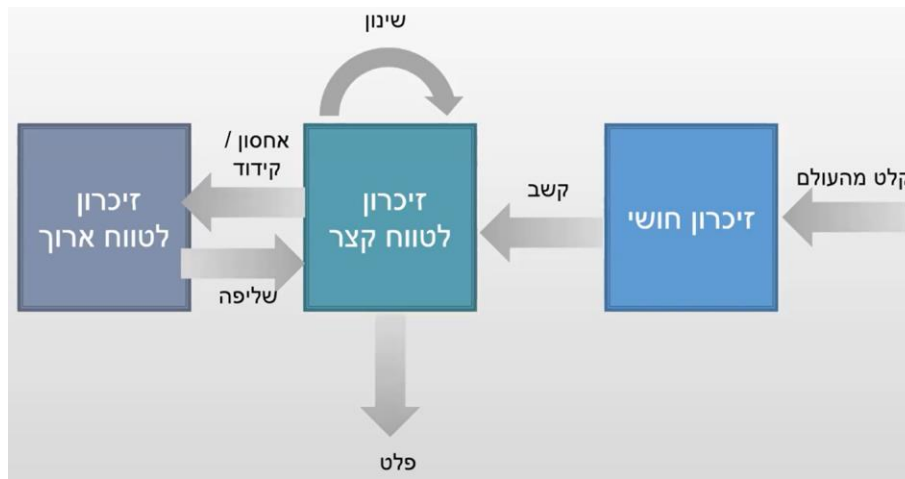 שינון
קלט מהעולם
זיכרון חושי
קשב
זיכרון
לטווח קצר
אחסון /
קידוד
שליפה
זיכרון
לטווח ארוך
פלט